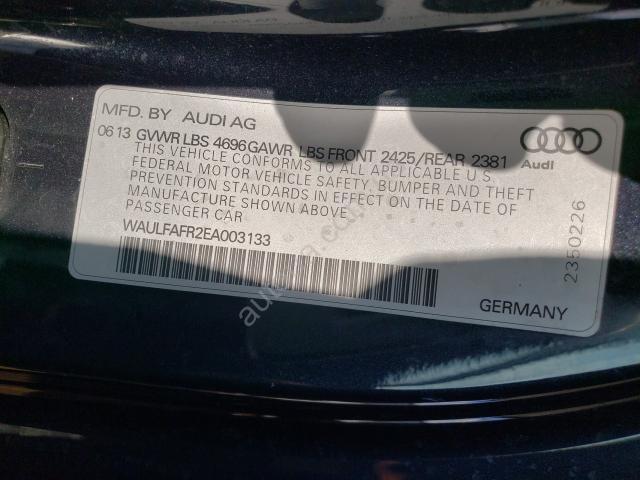 MFD. BY AUDI AG
06 13 GVWR LBS 4696 GAWR LBS FRONT 2425/REAR 2381
THIS VEHICLE CONFORMS TO ALL APPLICABLE U.S.
FEDERAL MOTOR VEHICLE SAFETY, BUMPER AND THEFT
PREVENTION STANDARDS IN EFFECT ON THE DATE OF
MANUFACTURE SHOWN ABOVE.
PASSENGER CAR
WAULFAFR2EA003133
Audi
2350226
GERMANY